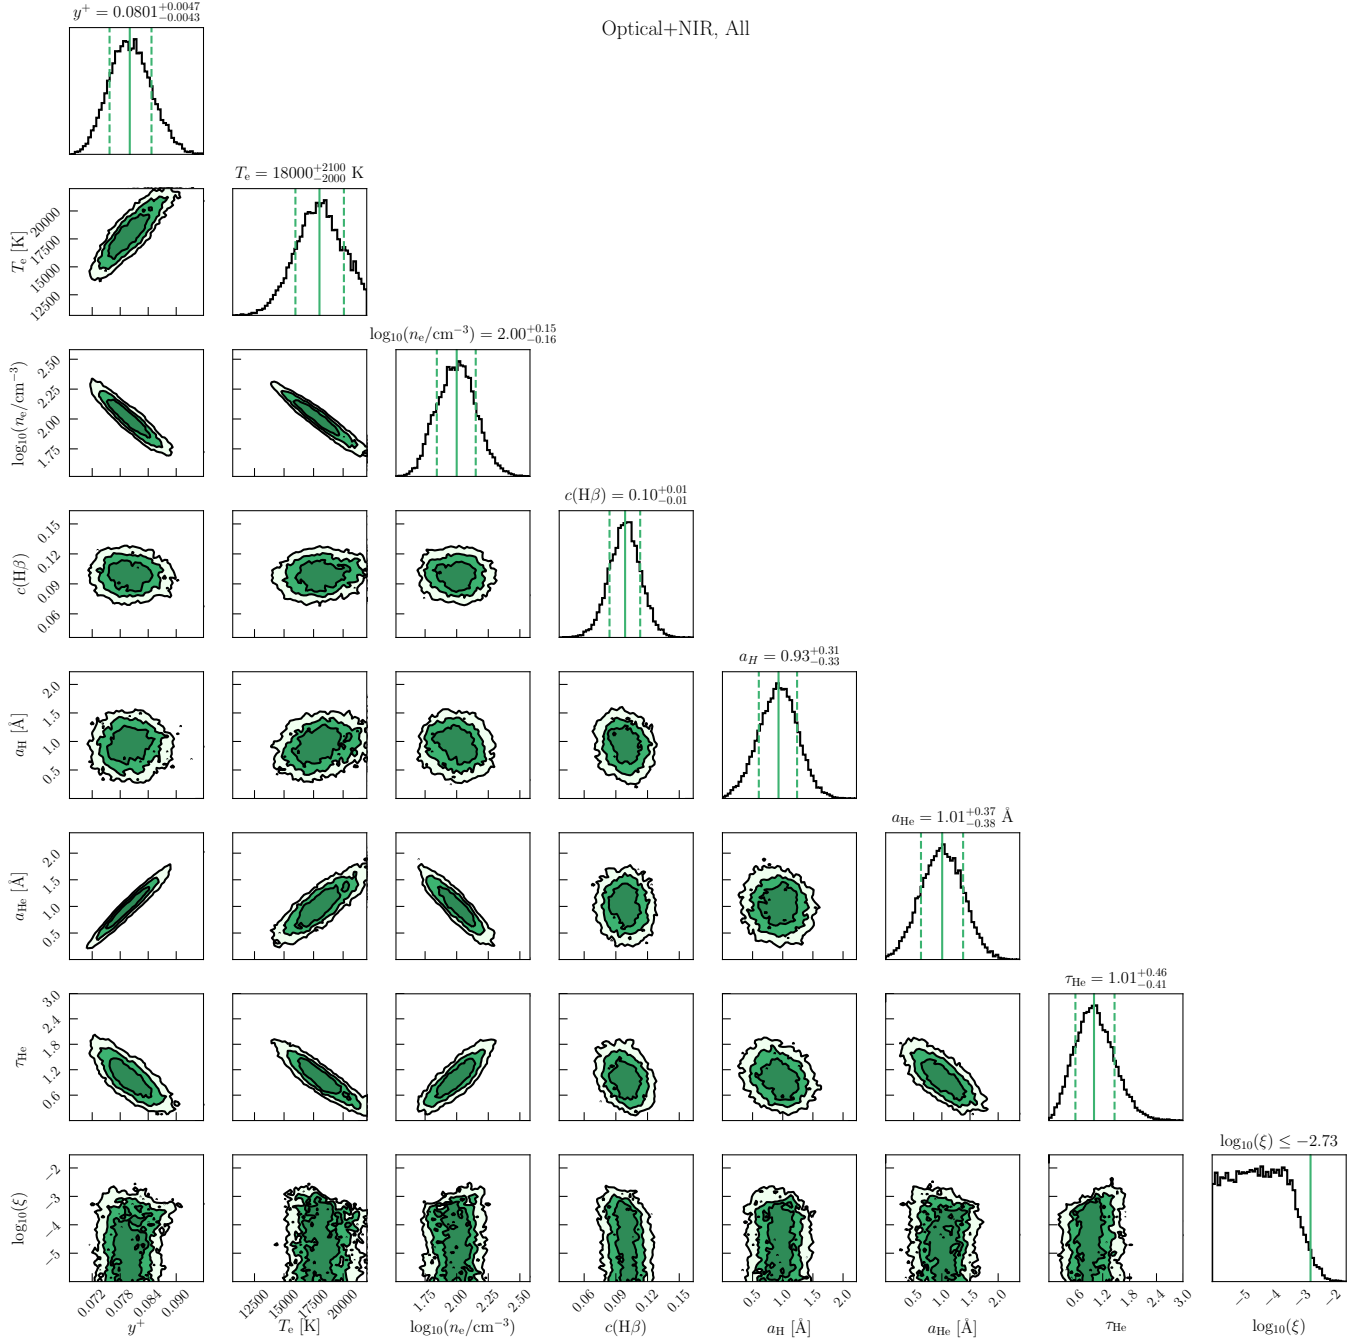 y⁺ = 0.0801 +0.0047 −0.0043
Optical+NIR, All
Tₑ = 18000 +2100 −2000 K
Tₑ [K]
20000
17500
15000
12500
log₁₀(nₑ/cm⁻³) = 2.00 +0.15 −0.16
log₁₀(nₑ/cm⁻³)
2.50
2.25
2.00
1.75
c(Hβ) = 0.10 +0.01 −0.01
c(Hβ)
0.15
0.12
0.09
0.06
a_H = 0.93 +0.31 −0.33
a_H [Å]
2.0
1.5
1.0
0.5
a_He = 1.01 +0.37 −0.38 Å
a_He [Å]
2.0
1.5
1.0
0.5
τ_He = 1.01 +0.46 −0.41
τ_He
3.0
2.4
1.8
1.2
0.6
log₁₀(ξ) ≤ −2.73
log₁₀(ξ)
−2
−3
−4
−5
0.072 0.078 0.084 0.090
12500 15000 17500 20000
1.75 2.00 2.25 2.50
0.06 0.09 0.12 0.15
0.5 1.0 1.5 2.0
0.5 1.0 1.5 2.0
0.6 1.2 1.8 2.4 3.0
−5 −4 −3 −2
y⁺ Tₑ [K] log₁₀(nₑ/cm⁻³) c(Hβ) a_H [Å] a_He [Å] τ_He log₁₀(ξ)